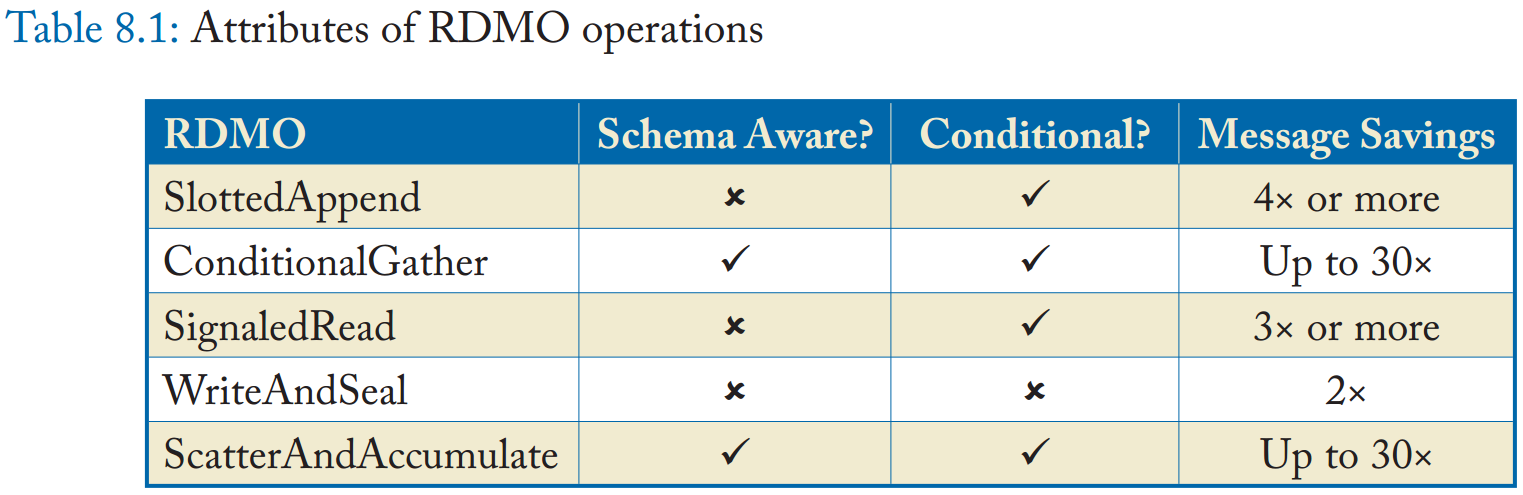 Table 8.1: Attributes of RDMO operations
RDMO Schema Aware? Conditional? Message Savings
SlottedAppend ✘ ✓ 4× or more
ConditionalGather ✓ ✓ Up to 30×
SignaledRead ✘ ✓ 3× or more
WriteAndSeal ✘ ✘ 2×
ScatterAndAccumulate ✓ ✓ Up to 30×